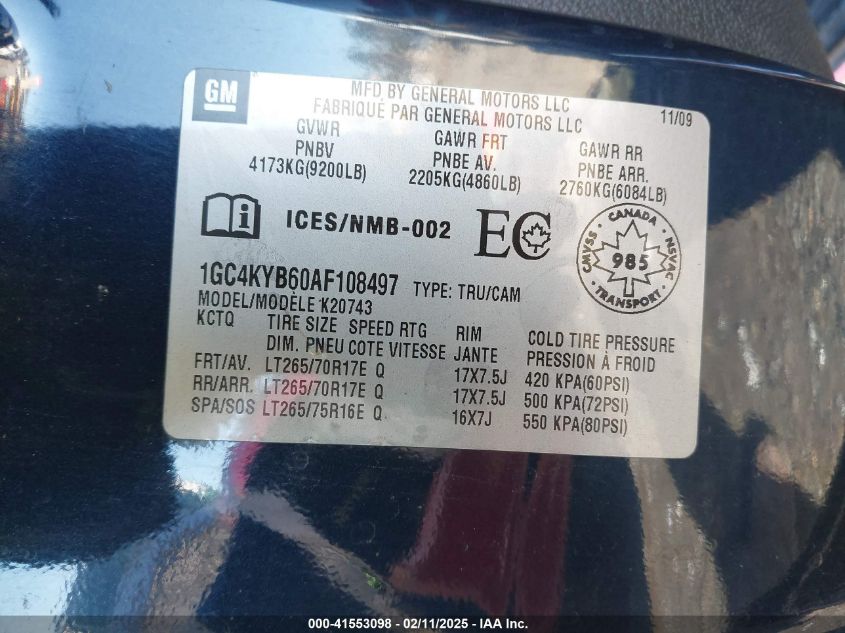 GM
MFD BY GENERAL MOTORS LLC
FABRIQUÉ PAR GENERAL MOTORS LLC
11/09
GVWR GAWR FRT GAWR RR
PNBV PNBE AV. PNBE ARR.
4173KG(9200LB) 2205KG(4860LB) 2760KG(6084LB)
i ICES/NMB-002 EC
CANADA
CMVSS 985 NSVAC
TRANSPORT
1GC4KYB60AF108497 TYPE: TRU/CAM
MODEL/MODÈLE K20743
KCTQ TIRE SIZE SPEED RTG RIM COLD TIRE PRESSURE
DIM. PNEU COTE VITESSE JANTE PRESSION À FROID
FRT/AV. LT265/70R17E Q 17X7.5J 420 KPA(60PSI)
RR/ARR. LT265/70R17E Q 17X7.5J 500 KPA(72PSI)
SPA/SOS LT265/75R16E Q 16X7J 550 KPA(80PSI)
000-41553098 - 02/11/2025 - IAA Inc.